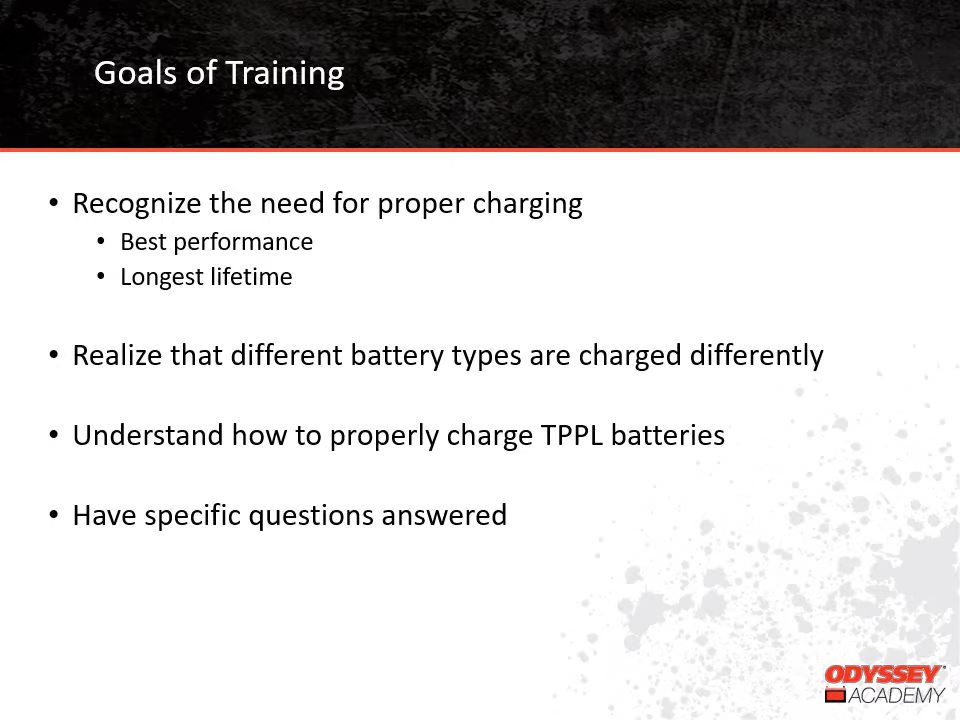 Goals of Training
• Recognize the need for proper charging
• Best performance
• Longest lifetime
• Realize that different battery types are charged differently
• Understand how to properly charge TPPL batteries
• Have specific questions answered
ODYSSEY
ACADEMY